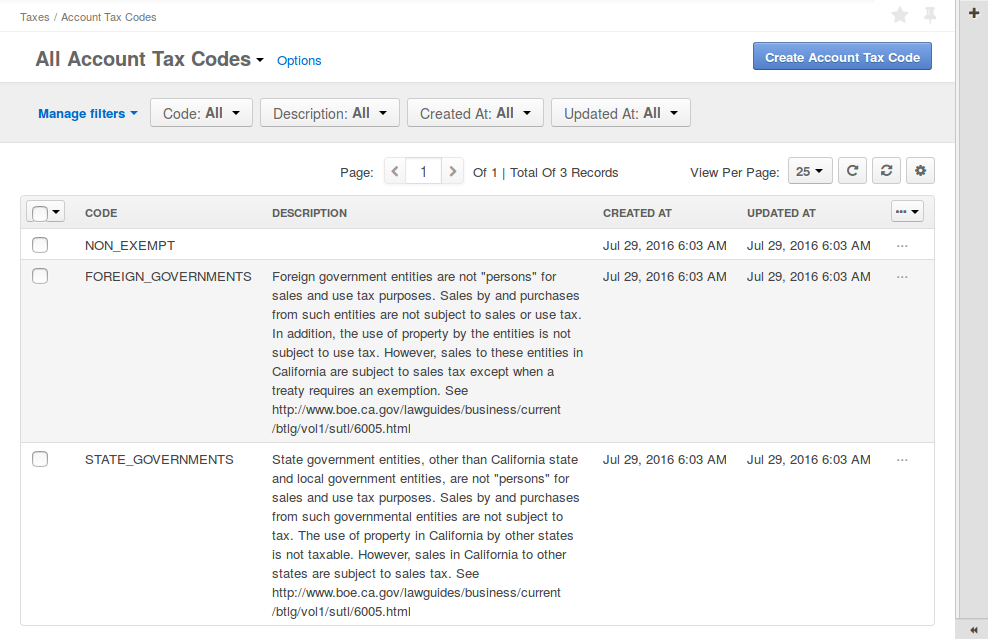 Taxes / Account Tax Codes
All Account Tax Codes Options Create Account Tax Code
Manage filters Code: All Description: All Created At: All Updated At: All
Page: 1 Of 1 | Total Of 3 Records View Per Page: 25
CODE DESCRIPTION CREATED AT UPDATED AT
NON_EXEMPT Jul 29, 2016 6:03 AM Jul 29, 2016 6:03 AM
FOREIGN_GOVERNMENTS Foreign government entities are not "persons" for Jul 29, 2016 6:03 AM Jul 29, 2016 6:03 AM
sales and use tax purposes. Sales by and purchases
from such entities are not subject to sales or use tax.
In addition, the use of property by the entities is not
subject to use tax. However, sales to these entities in
California are subject to sales tax except when a
treaty requires an exemption. See
http://www.boe.ca.gov/lawguides/business/current
/btlg/vol1/sutl/6005.html
STATE_GOVERNMENTS State government entities, other than California state Jul 29, 2016 6:03 AM Jul 29, 2016 6:03 AM
and local government entities, are not "persons" for
sales and use tax purposes. Sales by and purchases
from such governmental entities are not subject to
tax. The use of property in California by other states
is not taxable. However, sales in California to other
states are subject to sales tax. See
http://www.boe.ca.gov/lawguides/business/current
/btlg/vol1/sutl/6005.html